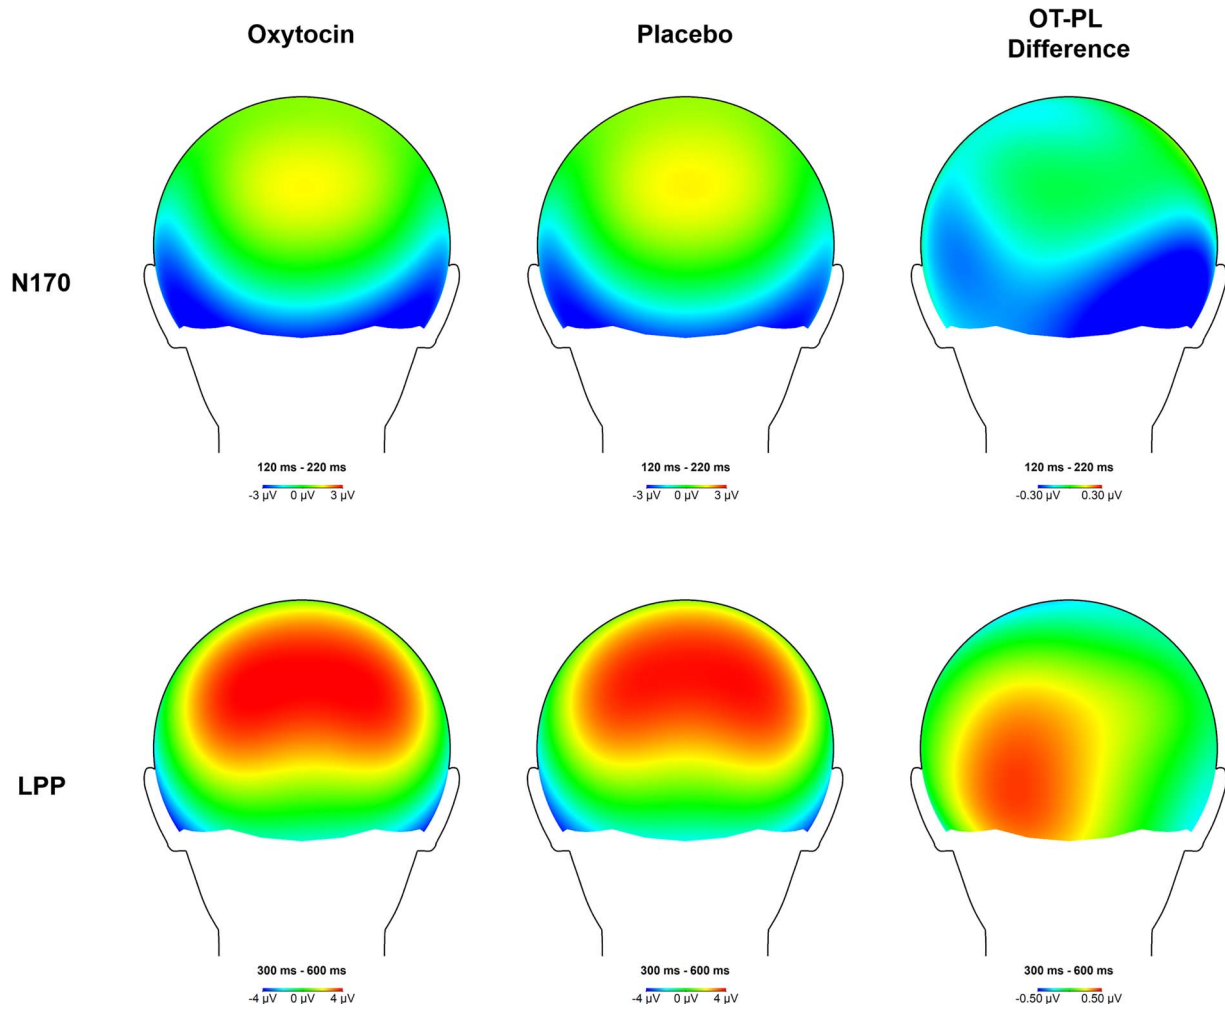 Oxytocin
Placebo
OT-PL
Difference
N170
120 ms - 220 ms
-3 µV 0 µV 3 µV
120 ms - 220 ms
-3 µV 0 µV 3 µV
120 ms - 220 ms
-0.30 µV 0.30 µV
LPP
300 ms - 600 ms
-4 µV 0 µV 4 µV
300 ms - 600 ms
-4 µV 0 µV 4 µV
300 ms - 600 ms
-0.50 µV 0.50 µV